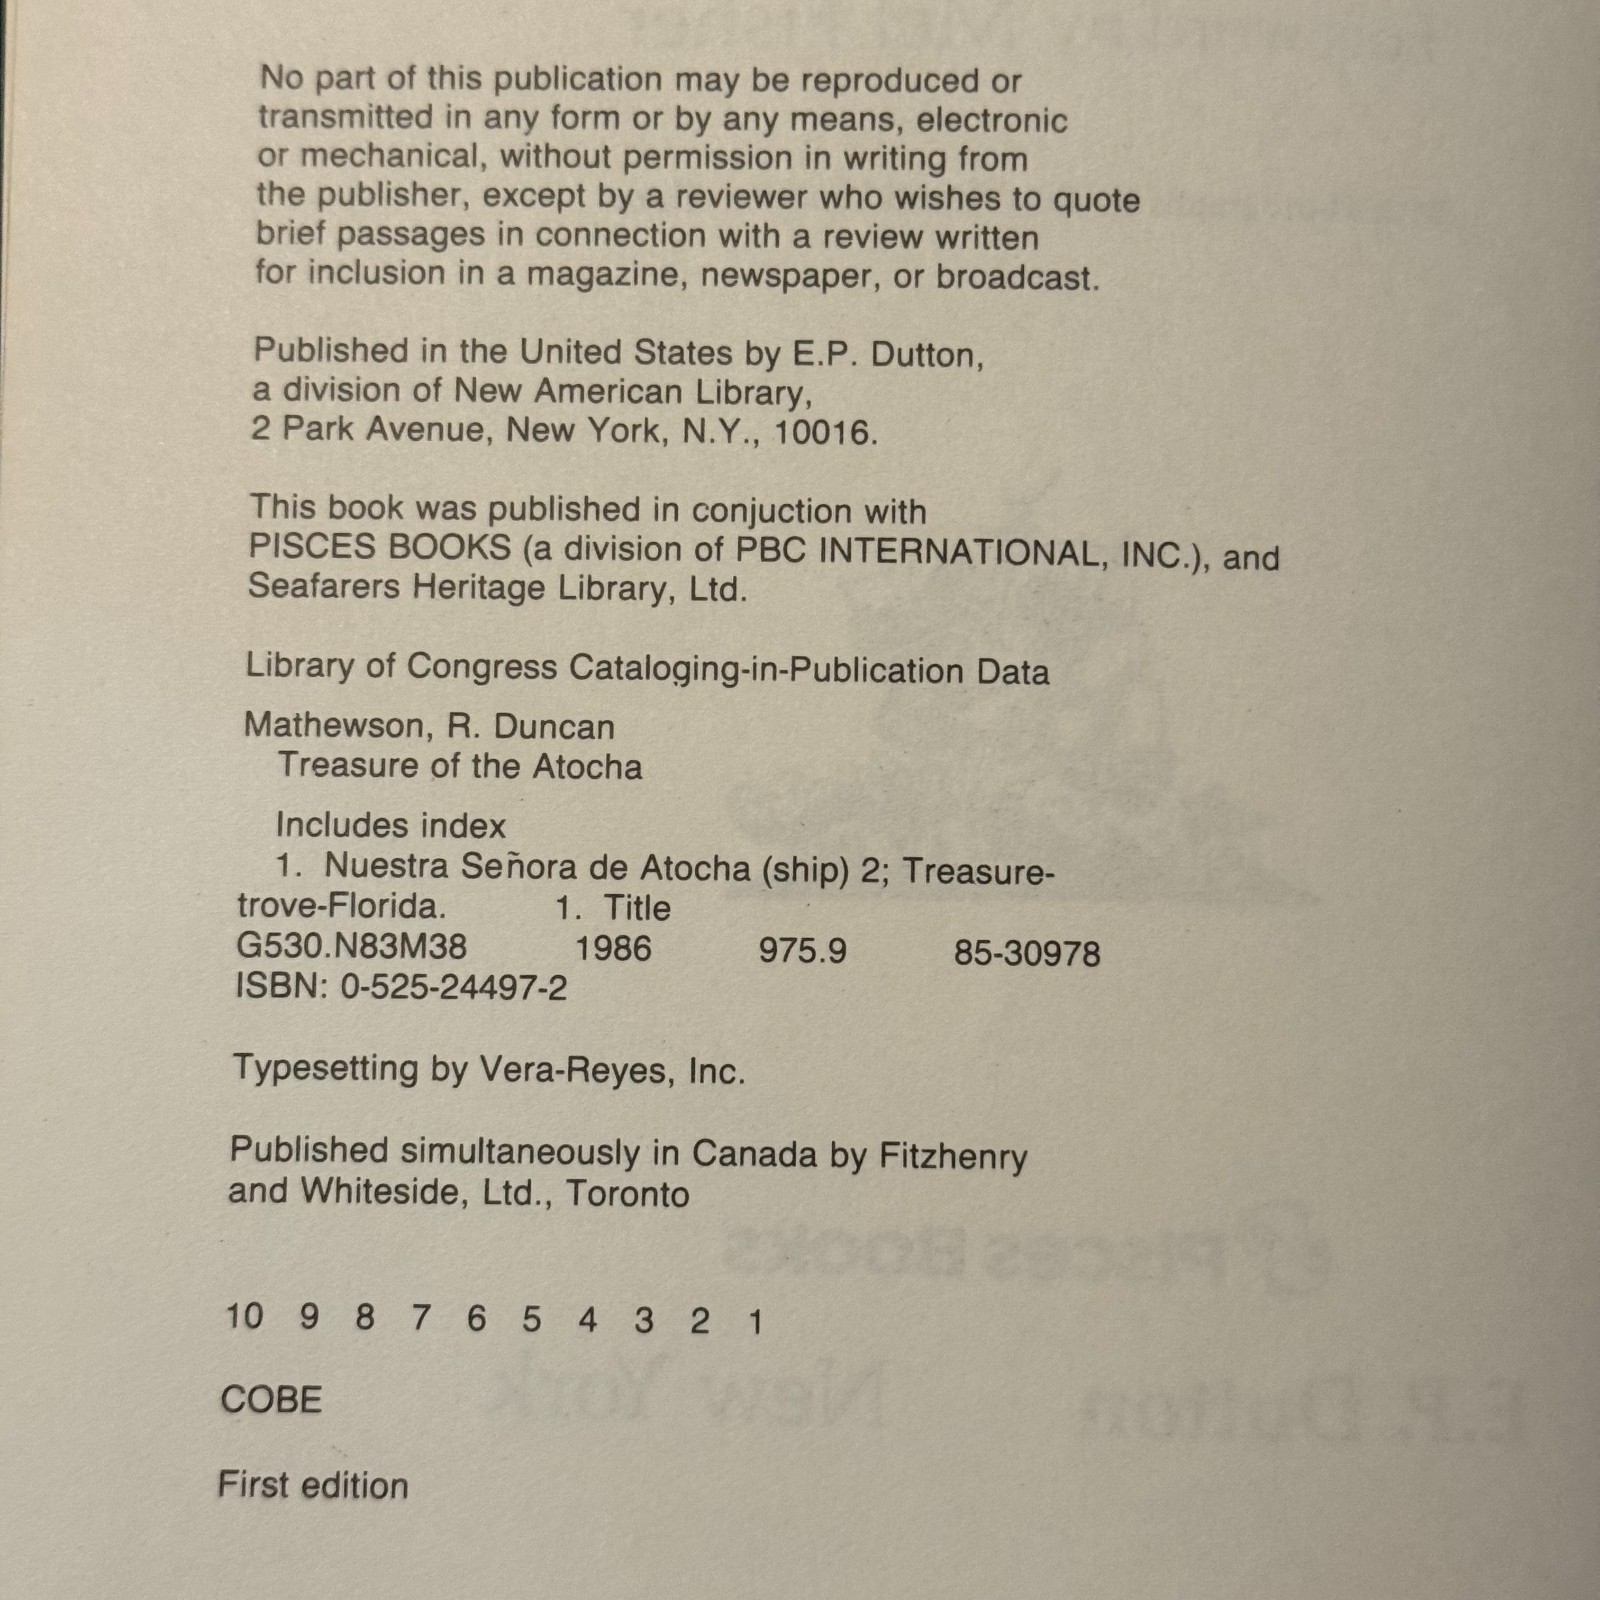 No part of this publication may be reproduced or
transmitted in any form or by any means, electronic
or mechanical, without permission in writing from
the publisher, except by a reviewer who wishes to quote
brief passages in connection with a review written
for inclusion in a magazine, newspaper, or broadcast.
Published in the United States by E.P. Dutton,
a division of New American Library,
2 Park Avenue, New York, N.Y., 10016.
This book was published in conjuction with
PISCES BOOKS (a division of PBC INTERNATIONAL, INC.), and
Seafarers Heritage Library, Ltd.
Library of Congress Cataloging-in-Publication Data
Mathewson, R. Duncan
Treasure of the Atocha
Includes index
1. Nuestra Señora de Atocha (ship) 2; Treasure-
trove-Florida. 1. Title
G530.N83M38 1986 975.9 85-30978
ISBN: 0-525-24497-2
Typesetting by Vera-Reyes, Inc.
Published simultaneously in Canada by Fitzhenry
and Whiteside, Ltd., Toronto
PISCES BOOKS
10 9 8 7 6 5 4 3 2 1
E.P. Dutton New York
COBE
First edition